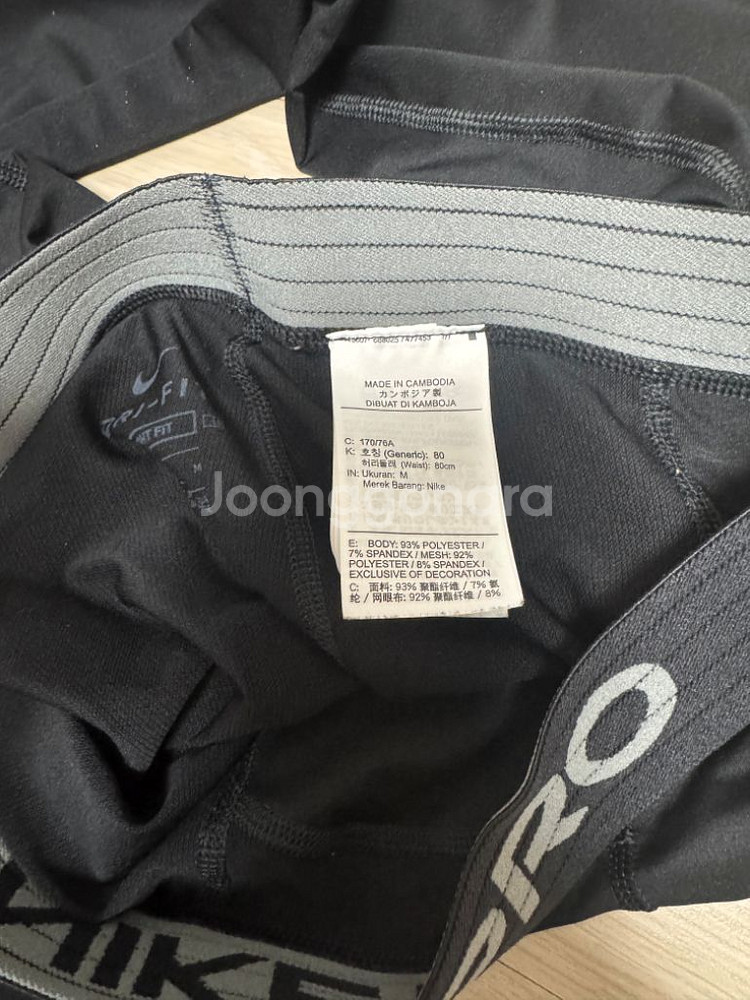 MADE IN CAMBODIA
カンボジア製
DIBUAT DI KAMBOJA
C: 170/76A
K: 호칭 (Generic): 80
허리둘레 (Waist): 80cm
IN: Ukuran: M
Merek Barang: Nike
E: BODY: 93% POLYESTER /
7% SPANDEX / MESH: 92%
POLYESTER / 8% SPANDEX /
EXCLUSIVE OF DECORATION
C: 面料: 93% 聚酯纤维 / 7% 氨
纶 / 网眼布: 92% 聚酯纤维 / 8%
DRI-FIT
M
Joonggonara
PRO
NIKE